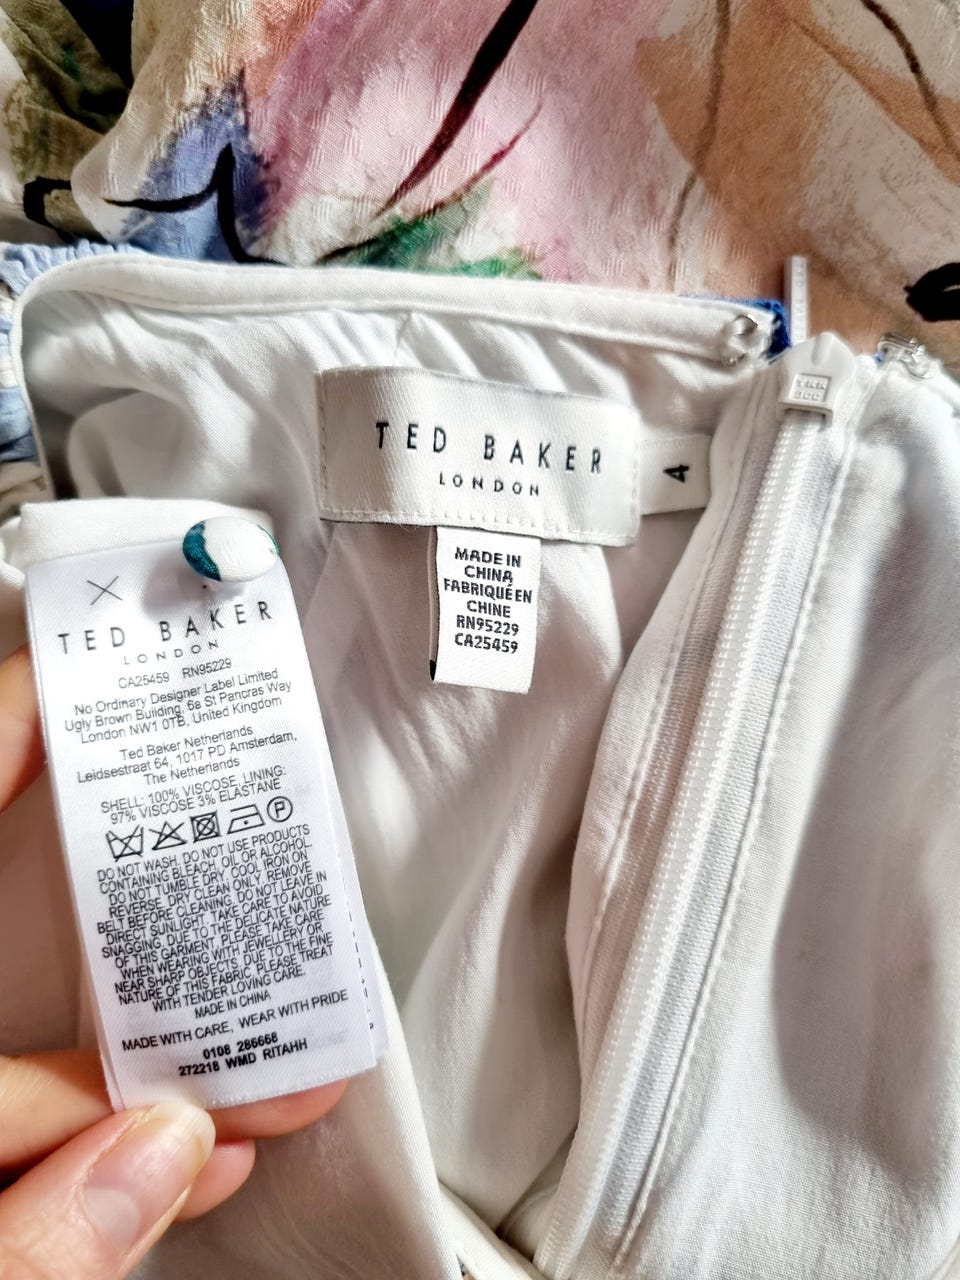 TED BAKER
LONDON
4
MADE IN
CHINA
FABRIQUÉ EN
CHINE
RN95229
CA25459
TED BAKER
LONDON
CA25459 RN95229
No Ordinary Designer Label Limited
Ugly Brown Building, 6a St Pancras Way
London NW1 0TB, United Kingdom
Ted Baker Netherlands
Leidsestraat 64, 1017 PD Amsterdam,
The Netherlands
SHELL: 100% VISCOSE, LINING:
97% VISCOSE 3% ELASTANE
P
DO NOT WASH. DO NOT USE PRODUCTS
CONTAINING BLEACH, OIL OR ALCOHOL.
DO NOT TUMBLE DRY. COOL IRON ON
REVERSE. DRY CLEAN ONLY. REMOVE
BELT BEFORE CLEANING. DO NOT LEAVE IN
DIRECT SUNLIGHT. TAKE CARE TO AVOID
SNAGGING. DUE TO THE DELICATE NATURE
OF THIS GARMENT, PLEASE TAKE CARE
WHEN WEARING WITH JEWELLERY OR
NEAR SHARP OBJECTS. DUE TO THE FINE
NATURE OF THIS FABRIC, PLEASE TREAT
WITH TENDER LOVING CARE.
MADE IN CHINA
MADE WITH CARE, WEAR WITH PRIDE
0108 286668
272218 WMD RITAHH